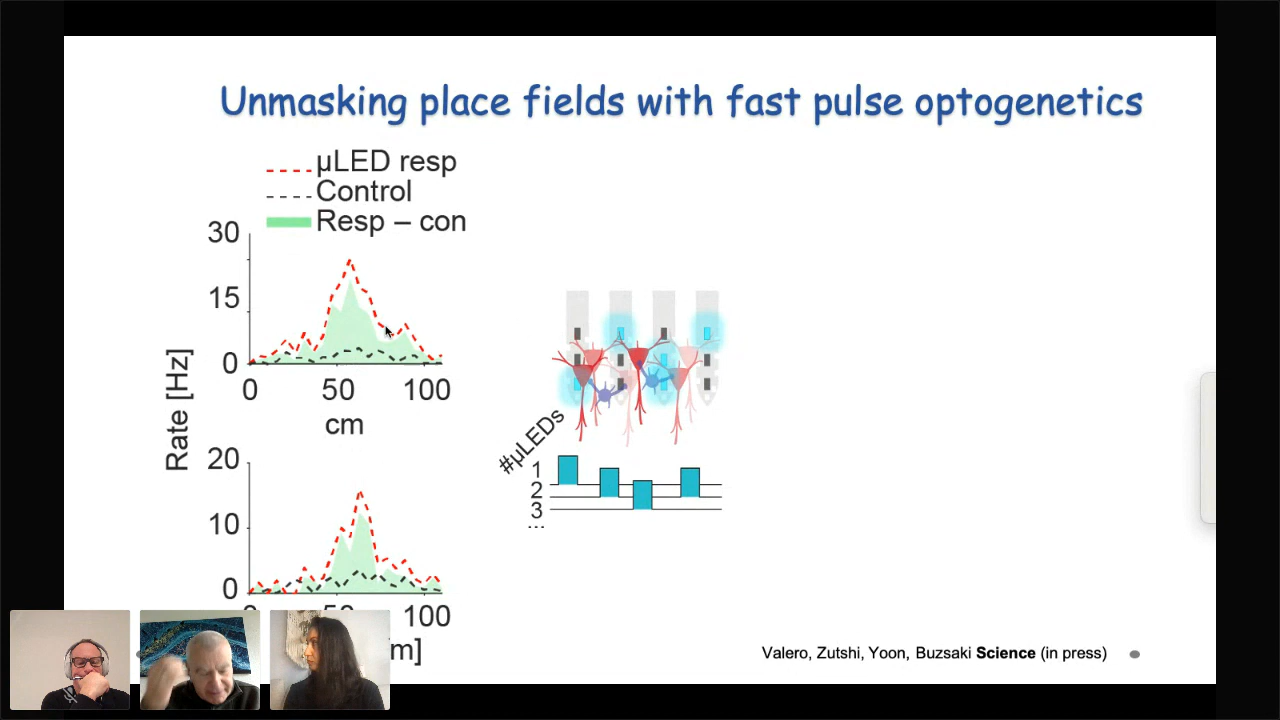 Unmasking place fields with fast pulse optogenetics
μLED resp
Control
Resp – con
30
15
0
0 50 100
cm
Rate [Hz]
20
10
0
100
m]
#μLEDs
1
2
3
...
Valero, Zutshi, Yoon, Buzsaki Science (in press)